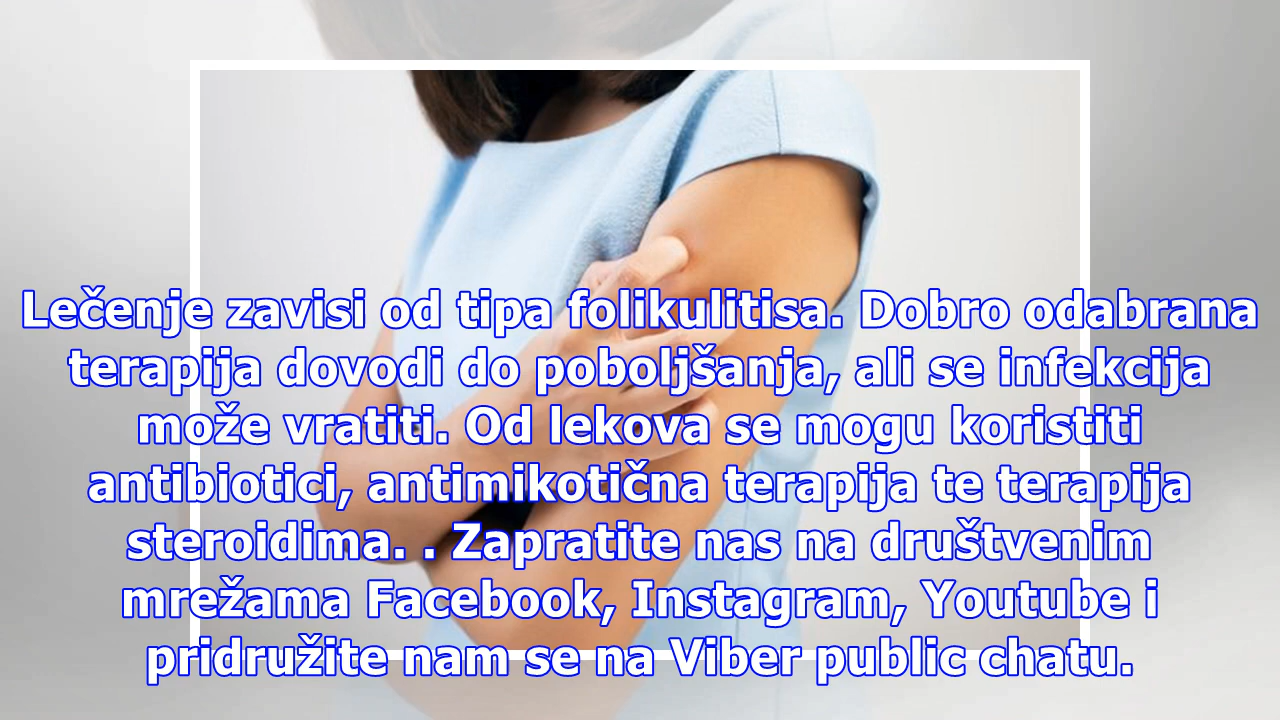 Lečenje zavisi od tipa folikulitisa. Dobro odabrana
terapija dovodi do poboljšanja, ali se infekcija
može vratiti. Od lekova se mogu koristiti
antibiotici, antimikotična terapija te terapija
steroidima. . Zapratite nas na društvenim
mrežama Facebook, Instagram, Youtube i
pridružite nam se na Viber public chatu.